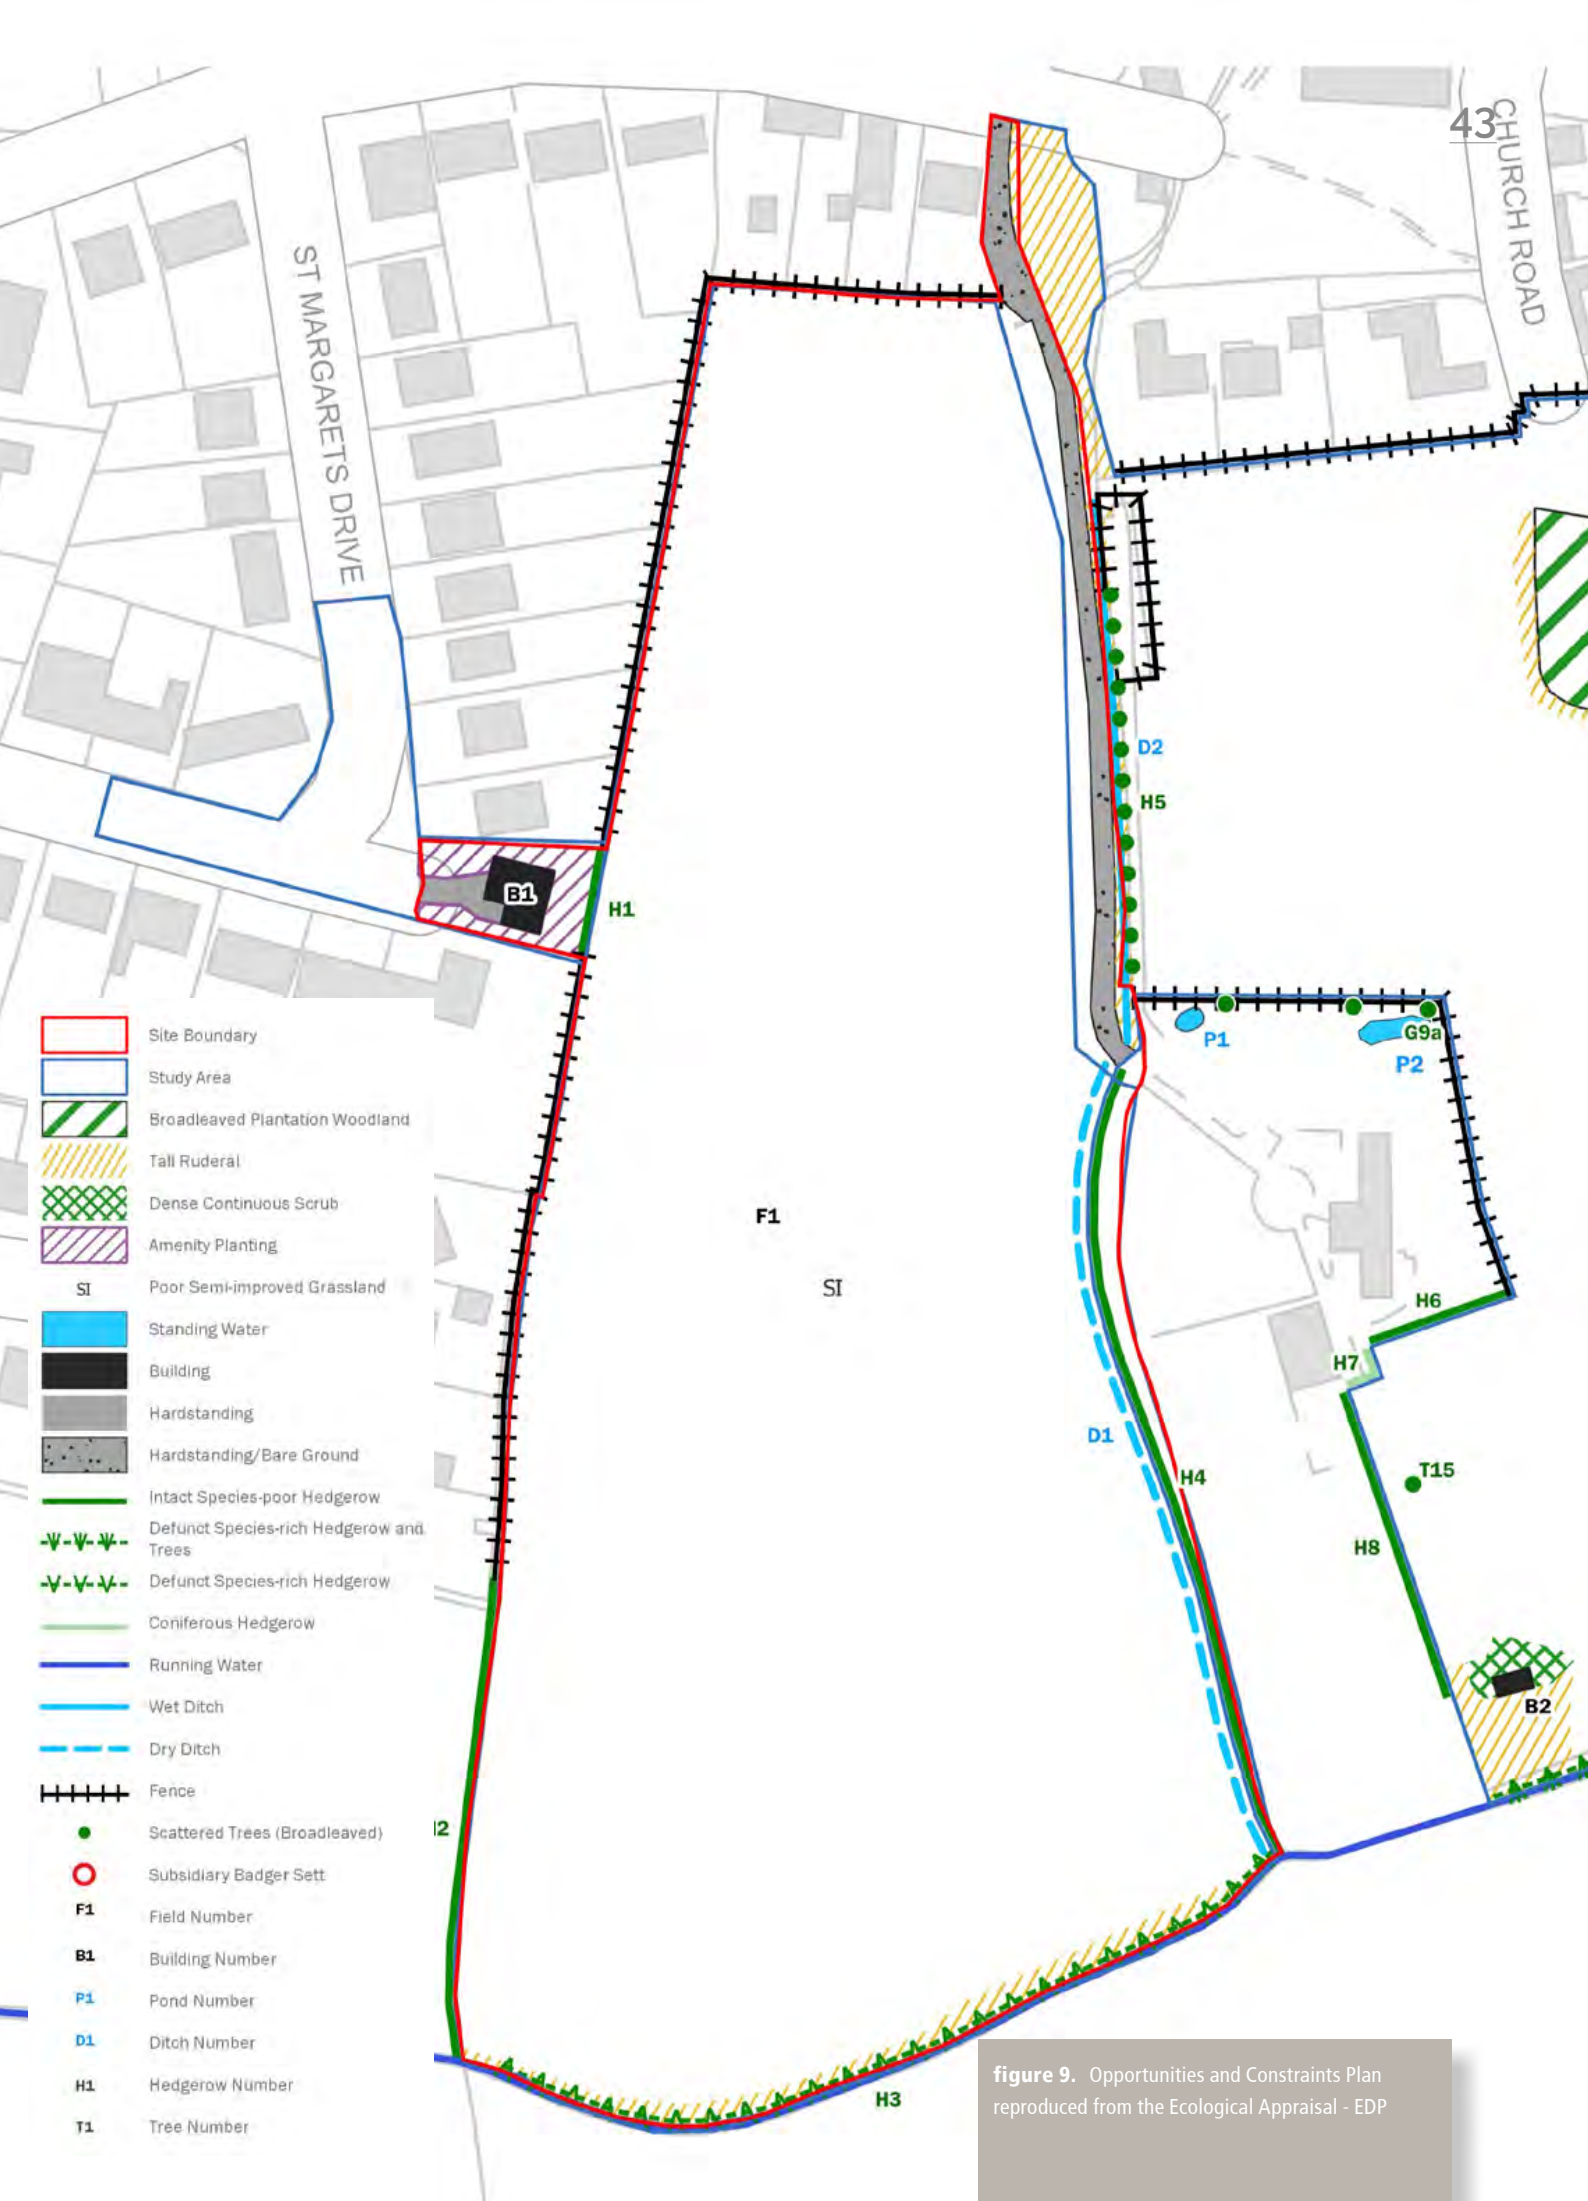 43
CHURCH ROAD
ST MARGARETS DRIVE
D2
H5
B1
H1
P1
G9a
P2
F1
SI
H6
H7
D1
H4
T15
H8
B2
H3
Site Boundary
Study Area
Broadleaved Plantation Woodland
Tall Ruderal
Dense Continuous Scrub
Amenity Planting
SI Poor Semi-improved Grassland
Standing Water
Building
Hardstanding
Hardstanding/Bare Ground
Intact Species-poor Hedgerow
Defunct Species-rich Hedgerow and
Trees
Defunct Species-rich Hedgerow
Coniferous Hedgerow
Running Water
Wet Ditch
Dry Ditch
Fence
Scattered Trees (Broadleaved)
Subsidiary Badger Sett
F1 Field Number
B1 Building Number
P1 Pond Number
D1 Ditch Number
H1 Hedgerow Number
T1 Tree Number
figure 9. Opportunities and Constraints Plan
reproduced from the Ecological Appraisal - EDP